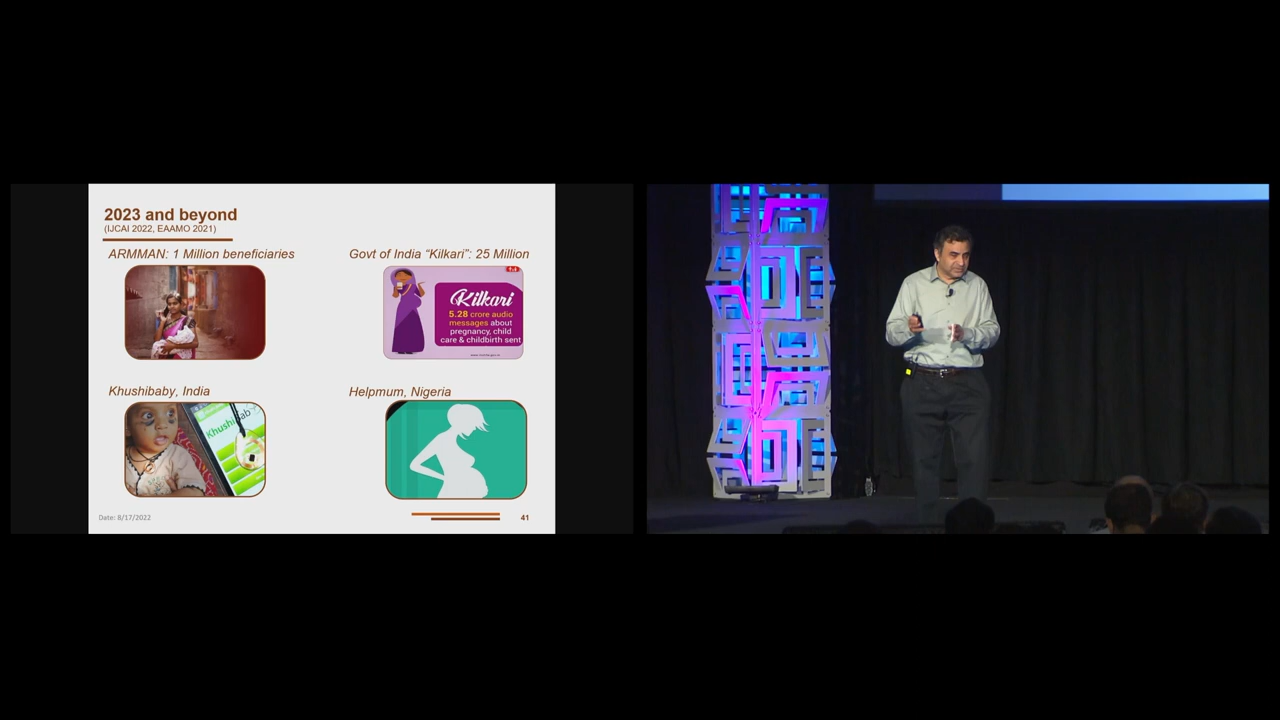 2023 and beyond
(IJCAI 2022, EAAMO 2021)
ARMMAN: 1 Million beneficiaries
Govt of India “Kilkari”: 25 Million
Kilkari
5.28 crore audio
messages about
pregnancy, child
care & childbirth sent
Khushibaby, India
Helpmum, Nigeria
Khushi
Date: 8/17/2022
41